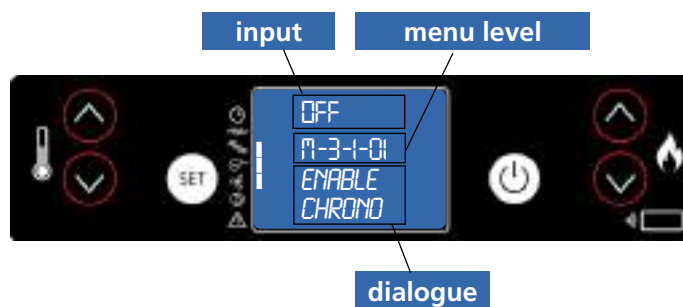 input menu level
OFF
M-3-1-01
SET
ENABLE
CHRONO
dialogue